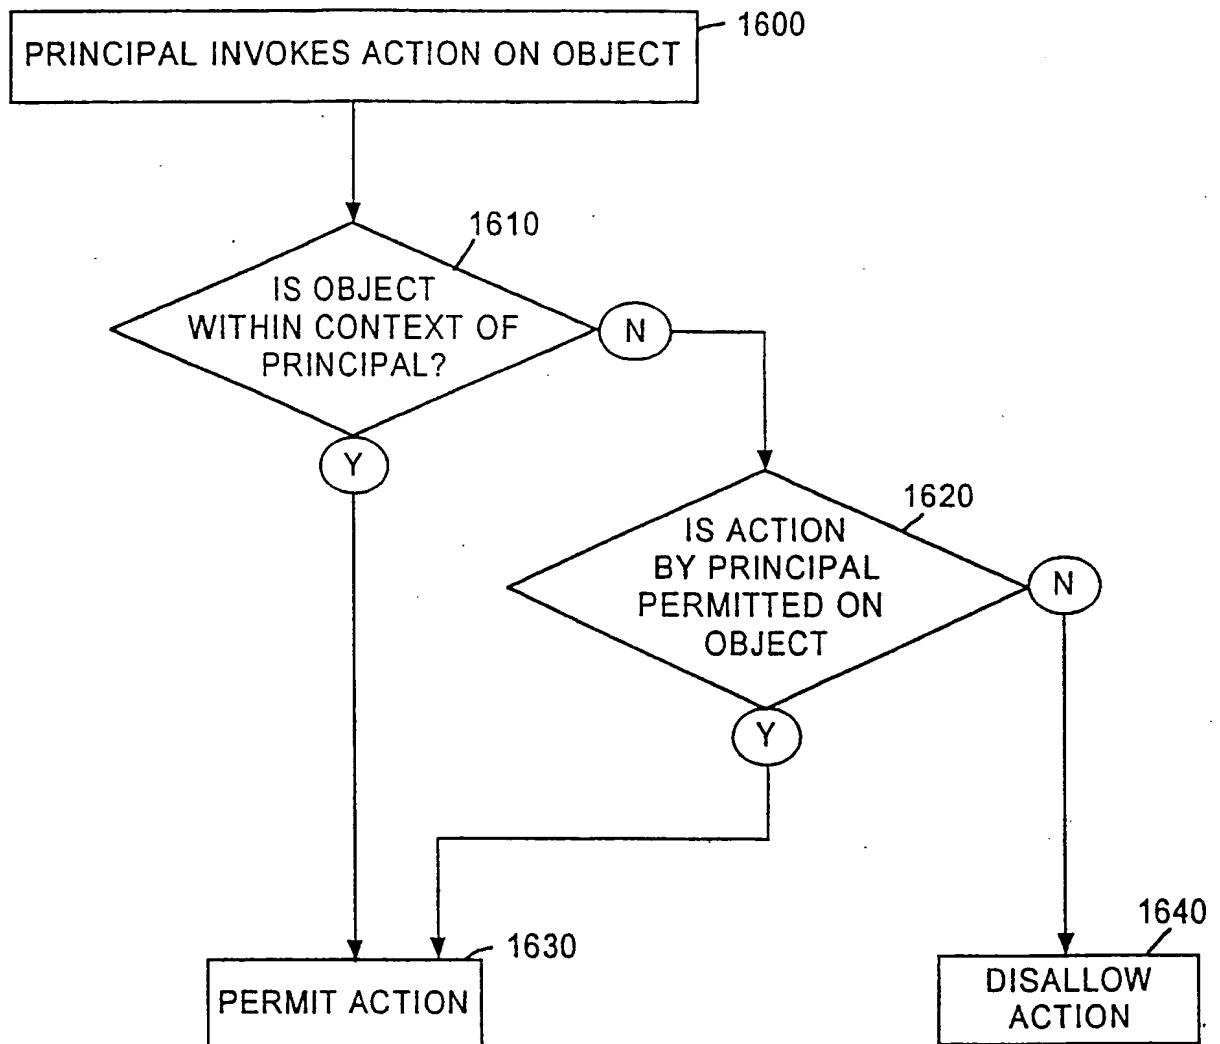 1600
PRINCIPAL INVOKES ACTION ON OBJECT
1610
IS OBJECT
WITHIN CONTEXT OF
PRINCIPAL?
N
Y
1620
IS ACTION
BY PRINCIPAL
PERMITTED ON
OBJECT
N
Y
1630
PERMIT ACTION
1640
DISALLOW
ACTION